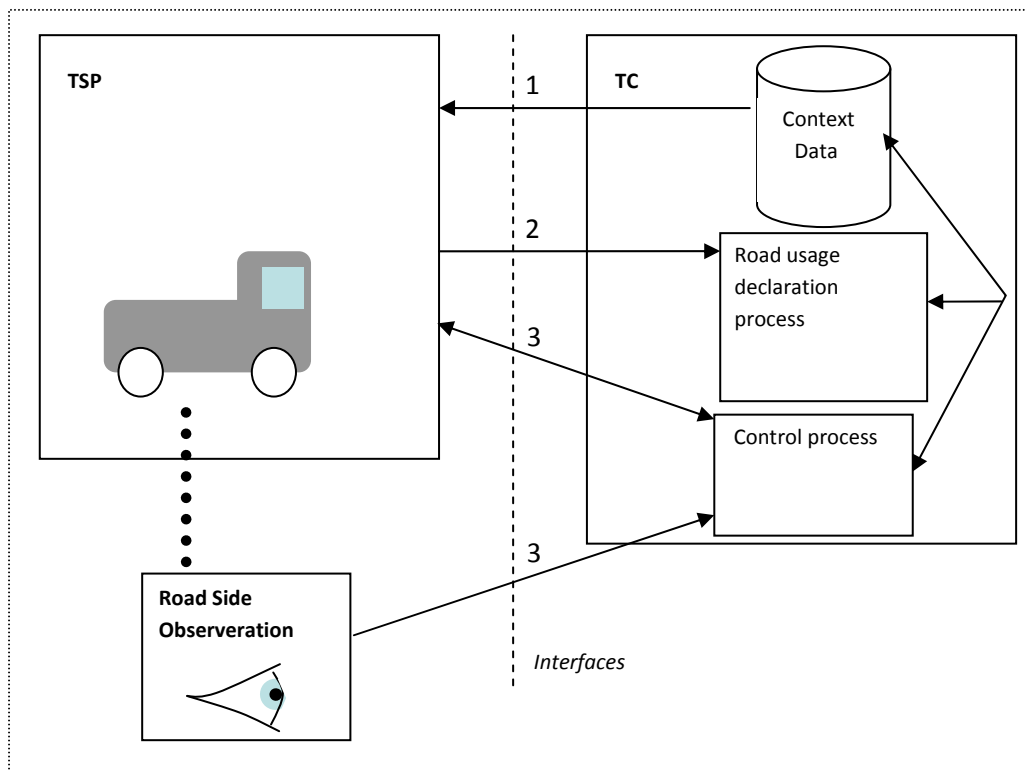 TSP
1
TC
Context
Data
2
Road usage
declaration
process
3
Control process
3
Road Side
Observeration
Interfaces